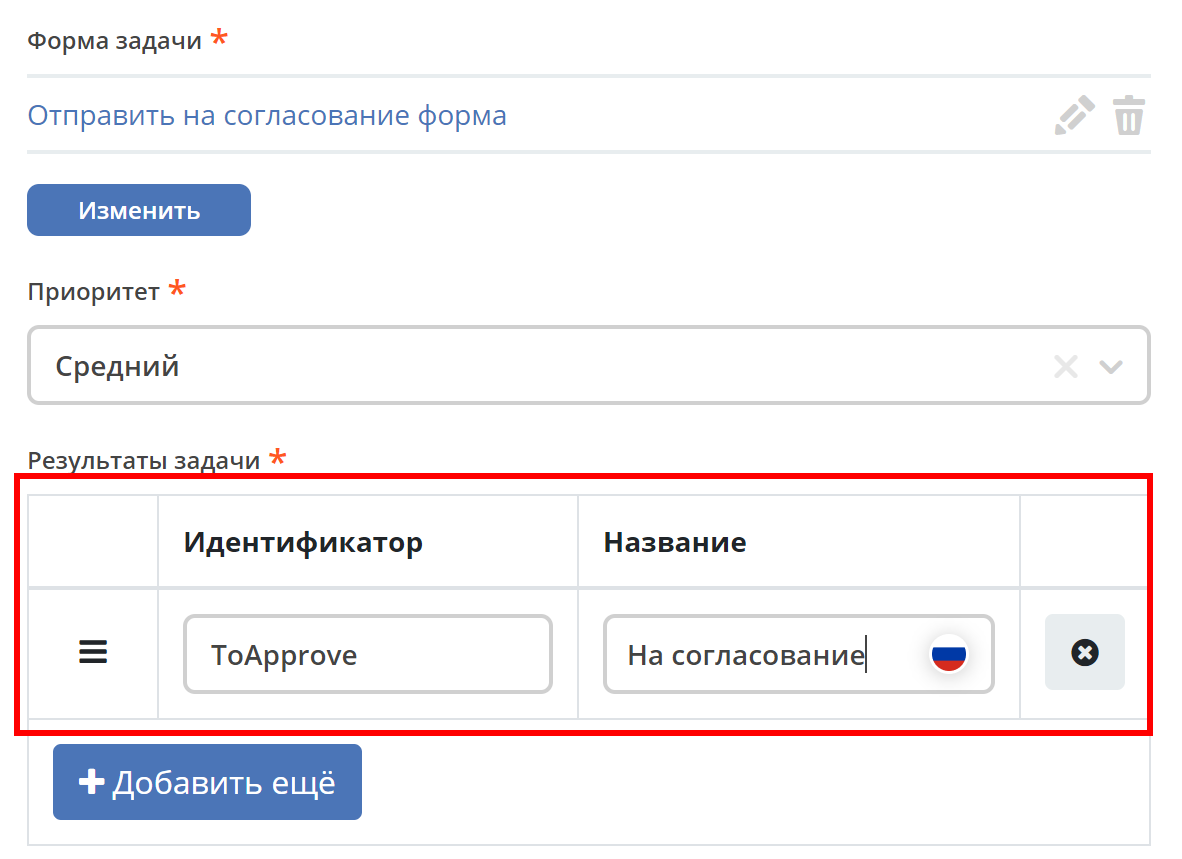 Форма задачи *
Отправить на согласование форма
Изменить
Приоритет *
Средний
Результаты задачи *
Идентификатор Название
ToApprove На согласование
Добавить ещё